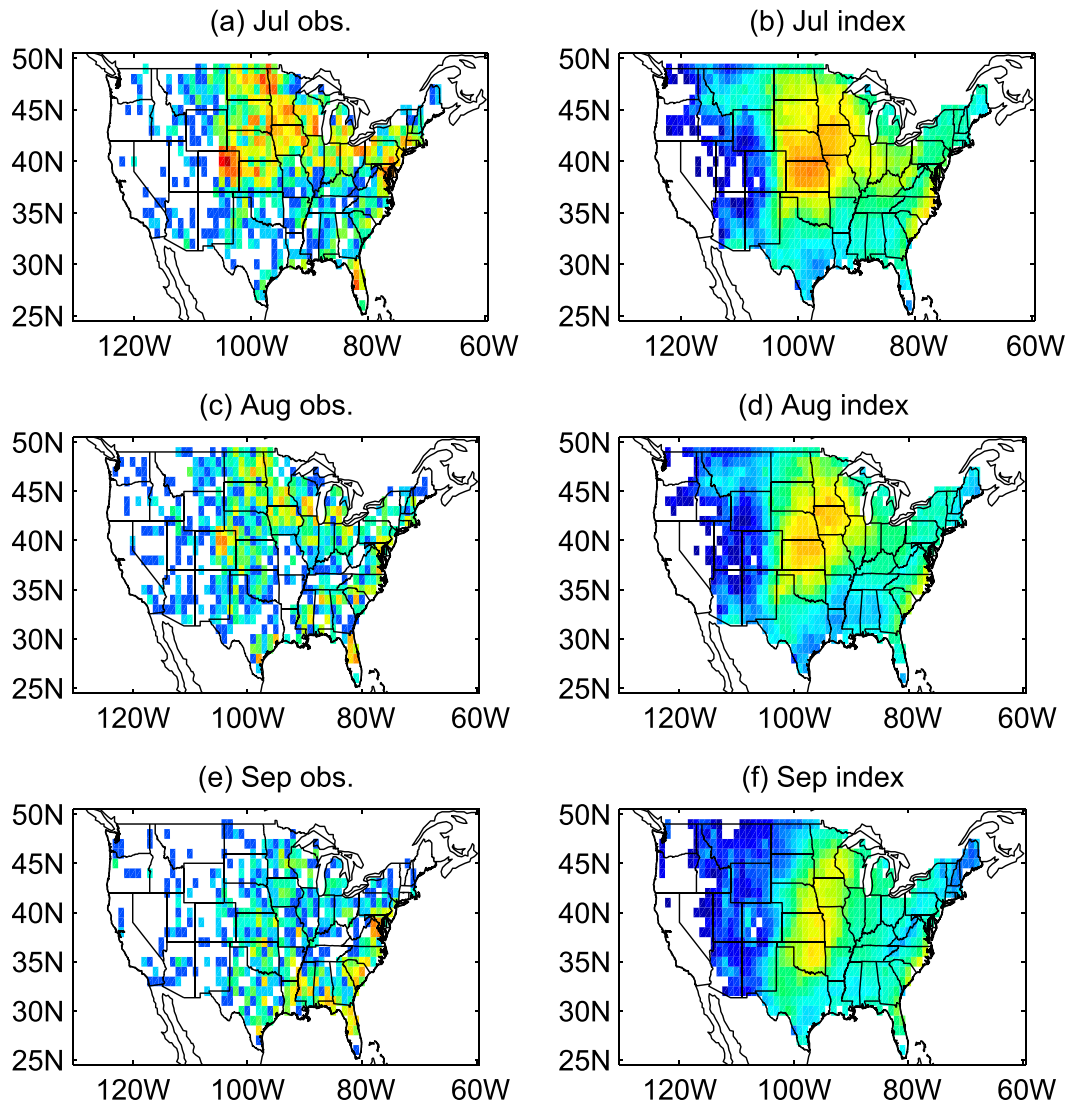 (a) Jul obs.
(b) Jul index
50N
45N
40N
35N
30N
25N
120W 100W 80W 60W
50N
45N
40N
35N
30N
25N
120W 100W 80W 60W
(c) Aug obs.
(d) Aug index
50N
45N
40N
35N
30N
25N
120W 100W 80W 60W
50N
45N
40N
35N
30N
25N
120W 100W 80W 60W
(e) Sep obs.
(f) Sep index
50N
45N
40N
35N
30N
25N
120W 100W 80W 60W
50N
45N
40N
35N
30N
25N
120W 100W 80W 60W